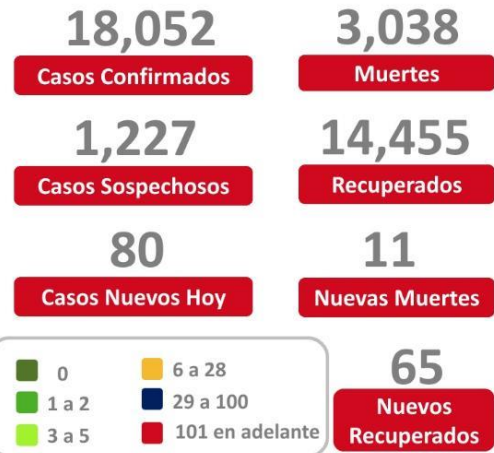 18,052
Casos Confirmados
3,038
Muertes
1,227
Casos Sospechosos
14,455
Recuperados
80
Casos Nuevos Hoy
11
Nuevas Muertes
0
1 a 2
3 a 5
6 a 28
29 a 100
101 en adelante
65
Nuevos
Recuperados